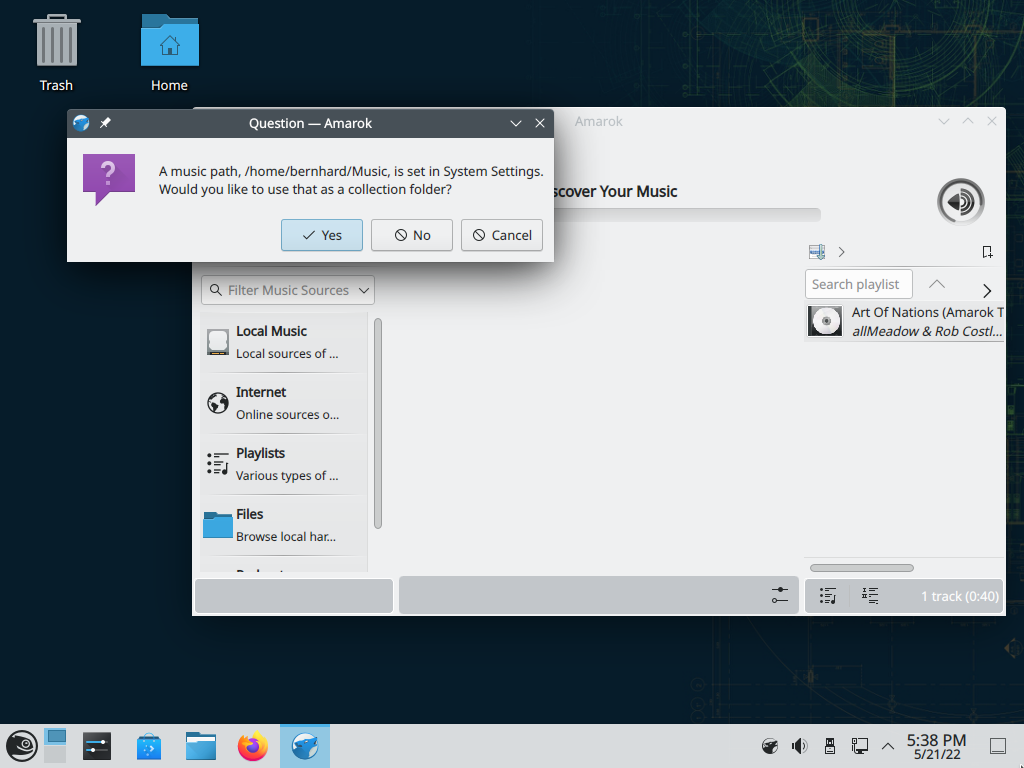 Trash
Home
Question — Amarok
Amarok
A music path, /home/bernhard/Music, is set in System Settings.
Would you like to use that as a collection folder?
Yes
No
Cancel
Your Music
Filter Music Sources
Search playlist
Local Music
Local sources of ...
Internet
Online sources o...
Playlists
Various types of ...
Files
Browse local har...
Art Of Nations (Amarok T
allMeadow & Rob Costl...
1 track (0:40)
5:38 PM
5/21/22